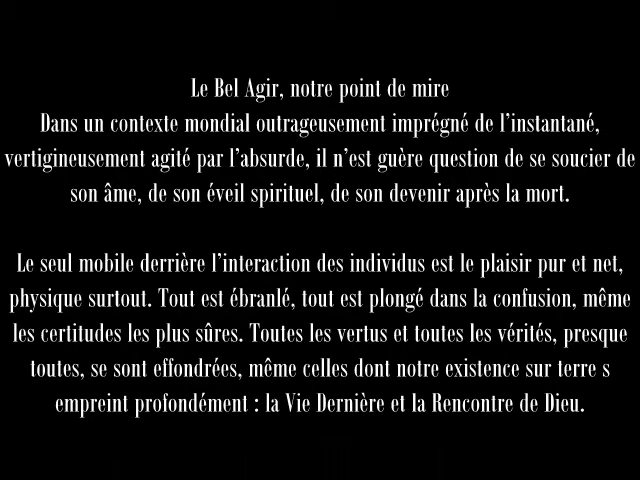 Le Bel Agir, notre point de mire
Dans un contexte mondial outrageusement imprégné de l'instantané,
vertigineusement agité par l'absurde, il n'est guère question de se soucier de
son âme, de son éveil spirituel, de son devenir après la mort.
Le seul mobile derrière l'interaction des individus est le plaisir pur et net,
physique surtout. Tout est ébranlé, tout est plongé dans la confusion, même
les certitudes les plus sûres. Toutes les vertus et toutes les vérités, presque
toutes, se sont effondrées, même celles dont notre existence sur terre s
empreint profondément : la Vie Dernière et la Rencontre de Dieu.